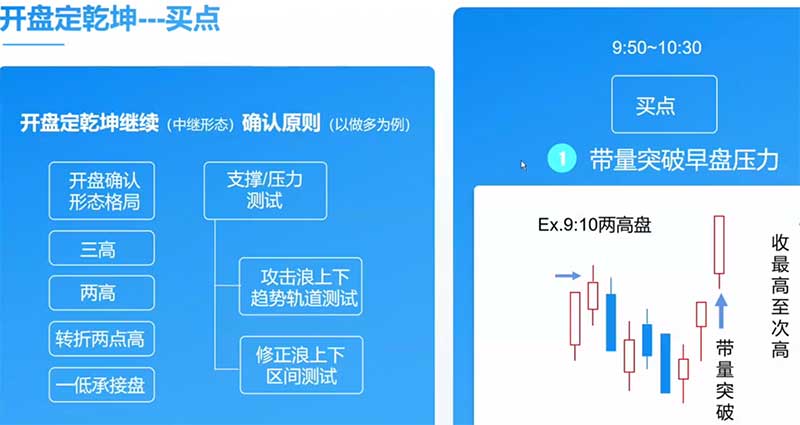 开盘定乾坤---买点
开盘定乾坤继续（中继形态）确认原则（以做多为例）
开盘确认
形态格局
三高
两高
转折两点高
一低承接盘
支撑/压力
测试
攻击浪上下
趋势轨道测试
修正浪上下
区间测试
9:50~10:30
买点
1 带量突破早盘压力
Ex.9:10两高盘
带量突破
收最高至次高